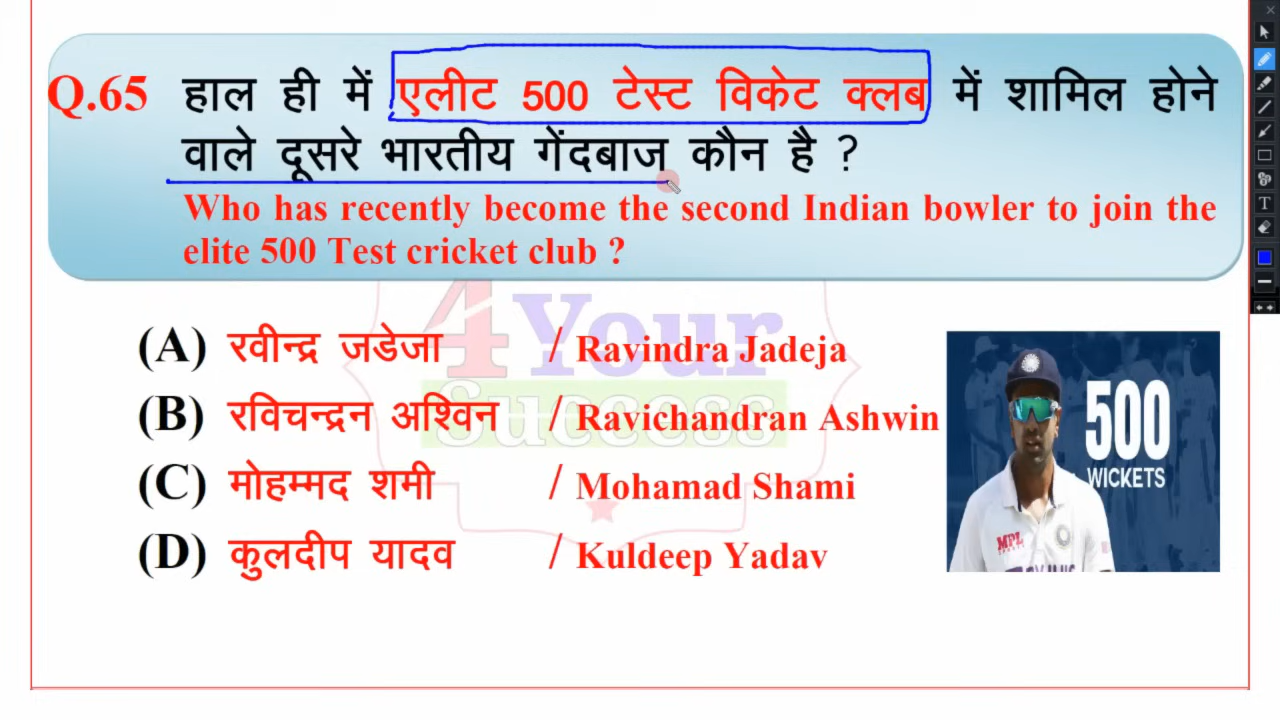 Q.65 हाल ही में एलीट 500 टेस्ट विकेट क्लब में शामिल होने
वाले दूसरे भारतीय गेंदबाज कौन है ?
Who has recently become the second Indian bowler to join the
elite 500 Test cricket club ?
4 Your
Success
(A) रवीन्द्र जडेजा / Ravindra Jadeja
(B) रविचन्द्रन अश्विन / Ravichandran Ashwin
(C) मोहम्मद शमी / Mohamad Shami
(D) कुलदीप यादव / Kuldeep Yadav
500
WICKETS
MPL
T